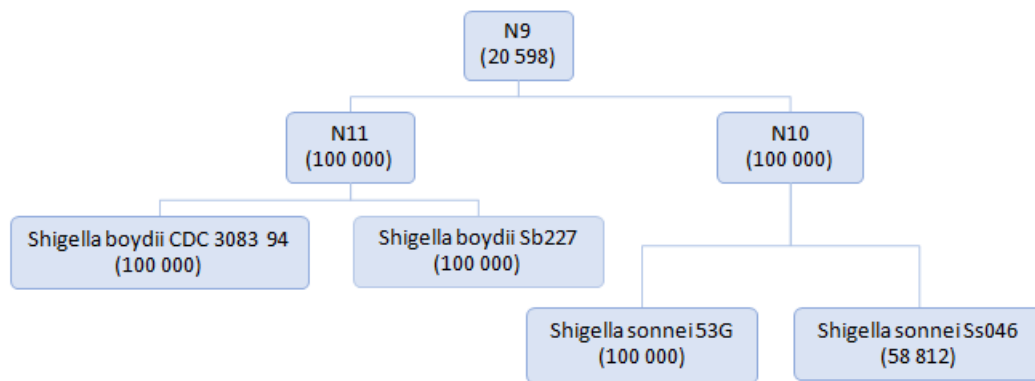 N9
(20 598)
N11
(100 000)
N10
(100 000)
Shigella boydii CDC 3083 94
(100 000)
Shigella boydii Sb227
(100 000)
Shigella sonnei 53G
(100 000)
Shigella sonnei Ss046
(58 812)